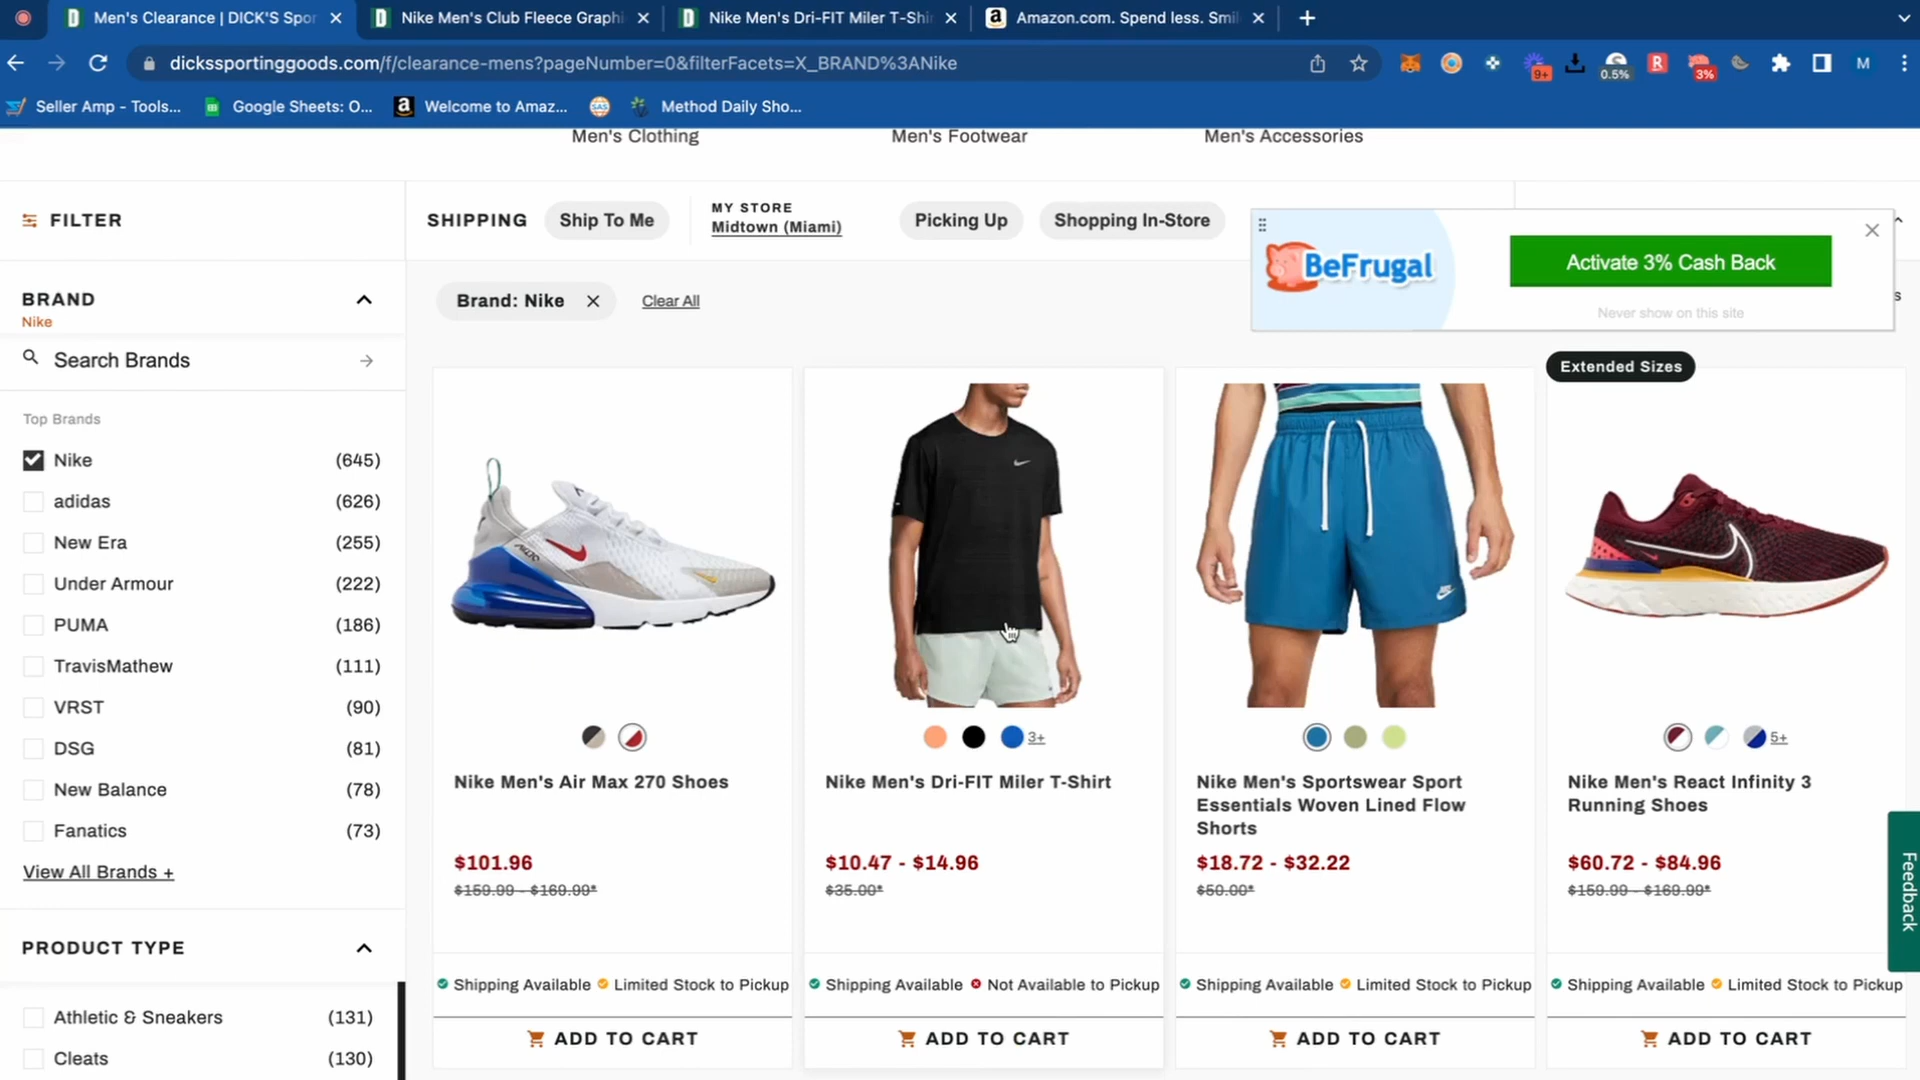 Men's Clearance | DICK'S Spor
Nike Men's Club Fleece Graphi
Nike Men's Dri-FIT Miler T-Shir
Amazon.com. Spend less. Smil
dickssportinggoods.com/f/clearance-mens?pageNumber=0&filterFacets=X_BRAND%3ANike
9+
0.5%
R
3%
M
Seller Amp - Tools...
Google Sheets: O...
Welcome to Amaz...
SAS
Method Daily Sho...
Men's Clothing
Men's Footwear
Men's Accessories
FILTER
SHIPPING
Ship To Me
MY STORE
Midtown (Miami)
Picking Up
Shopping In-Store
BeFrugal
Activate 3% Cash Back
Never show on this site
BRAND
Nike
Brand: Nike
Clear All
Search Brands
Top Brands
Nike (645)
adidas (626)
New Era (255)
Under Armour (222)
PUMA (186)
TravisMathew (111)
VRST (90)
DSG (81)
New Balance (78)
Fanatics (73)
View All Brands +
PRODUCT TYPE
Athletic & Sneakers (131)
Cleats (130)
Nike Men's Air Max 270 Shoes
$101.96
$159.99 - $169.99*
Shipping Available
Limited Stock to Pickup
ADD TO CART
3+
Nike Men's Dri-FIT Miler T-Shirt
$10.47 - $14.96
$35.00*
Shipping Available
Not Available to Pickup
ADD TO CART
Nike Men's Sportswear Sport
Essentials Woven Lined Flow
Shorts
$18.72 - $32.22
$50.00*
Shipping Available
Limited Stock to Pickup
ADD TO CART
Extended Sizes
5+
Nike Men's React Infinity 3
Running Shoes
$60.72 - $84.96
$159.99 - $169.99*
Shipping Available
Limited Stock to Pickup
ADD TO CART
Feedback